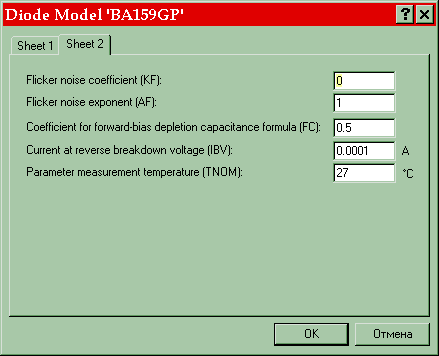 Diode Model 'BA159GP' ? ×
Sheet 1 Sheet 2
Flicker noise coefficient (KF): 0
Flicker noise exponent (AF): 1
Coefficient for forward-bias depletion capacitance formula (FC): 0.5
Current at reverse breakdown voltage (IBV): 0.0001 A
Parameter measurement temperature (TNOM): 27 °C
OK Отмена